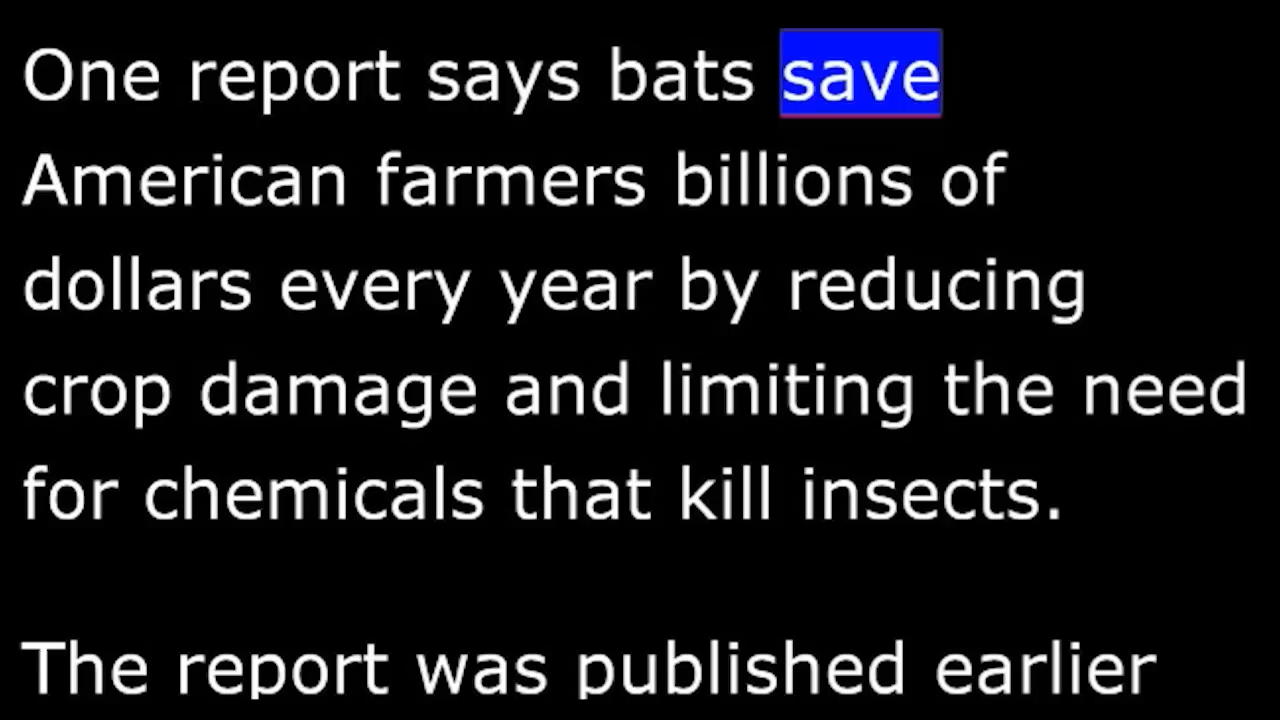 One report says bats save
American farmers billions of
dollars every year by reducing
crop damage and limiting the need
for chemicals that kill insects.
The report was published earlier